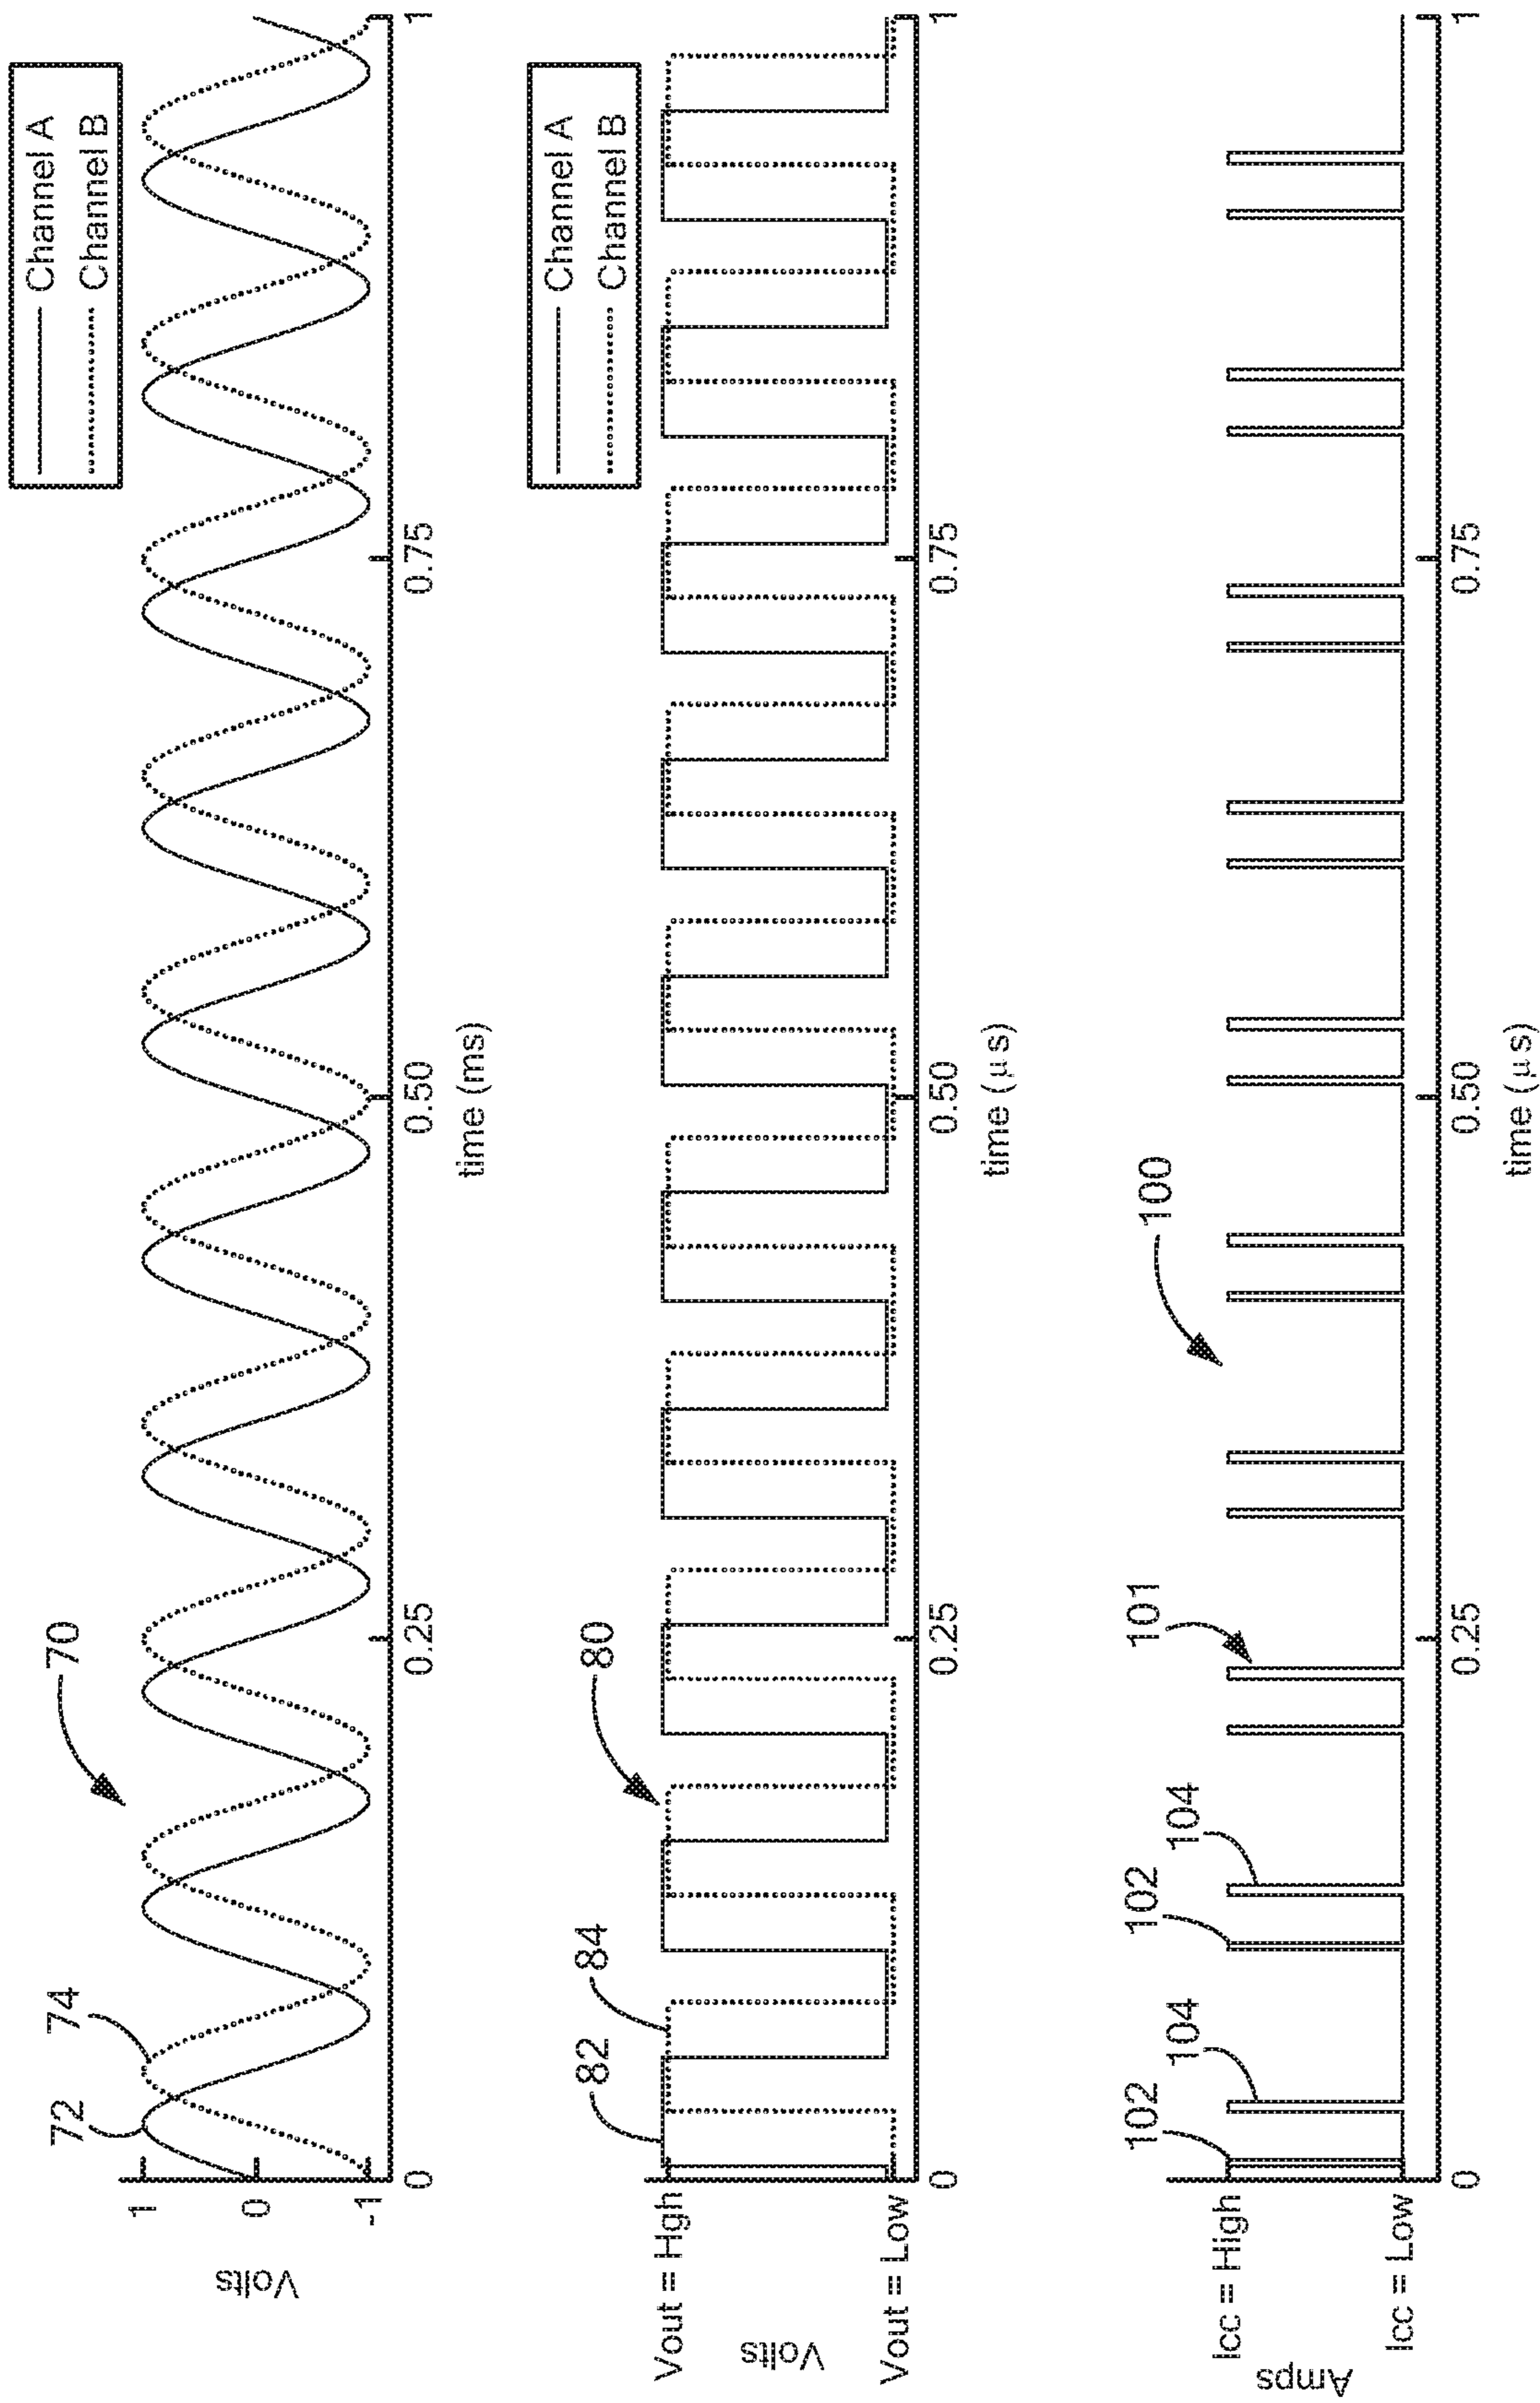 70
Channel A
Channel B
72
74
1
0
-1
Volts
0
0.25
0.50
0.75
1
time (ms)
80
Channel A
Channel B
82
84
Vout = High
Vout = Low
Volts
0
0.25
0.50
0.75
1
time (μs)
100
101
102
104
102
104
Icc = High
Icc = Low
Amps
0
0.25
0.50
0.75
1
time (μs)